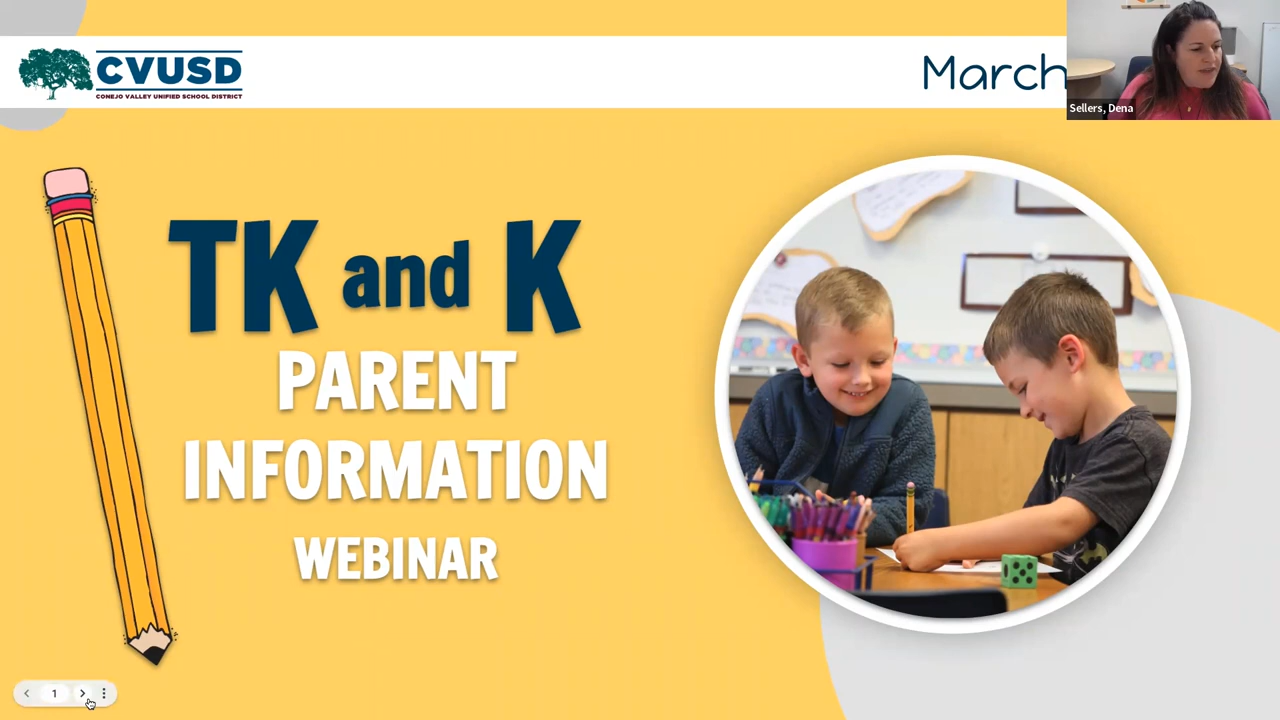 CVUSD
CONEJO VALLEY UNIFIED SCHOOL DISTRICT
March
Sellers, Dena
TK and K
PARENT
INFORMATION
WEBINAR
1